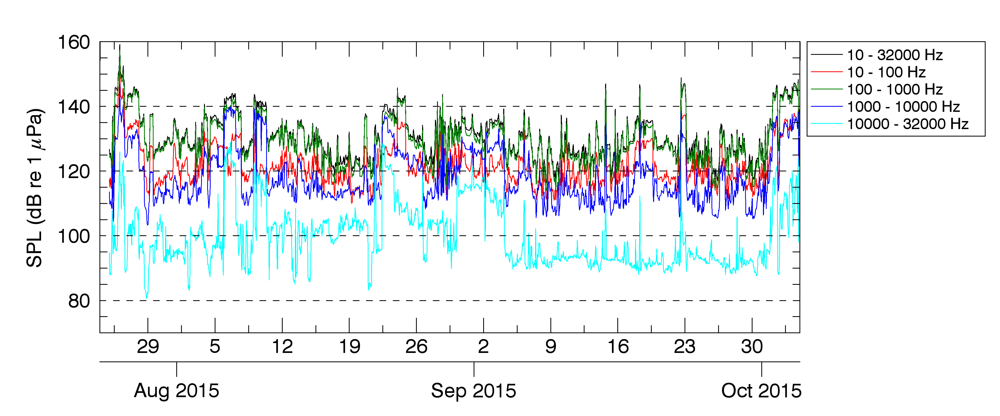 160
140
120
100
80
SPL (dB re 1 µPa)
10 - 32000 Hz
10 - 100 Hz
100 - 1000 Hz
1000 - 10000 Hz
10000 - 32000 Hz
29 5 12 19 26 2 9 16 23 30
Aug 2015 Sep 2015 Oct 2015